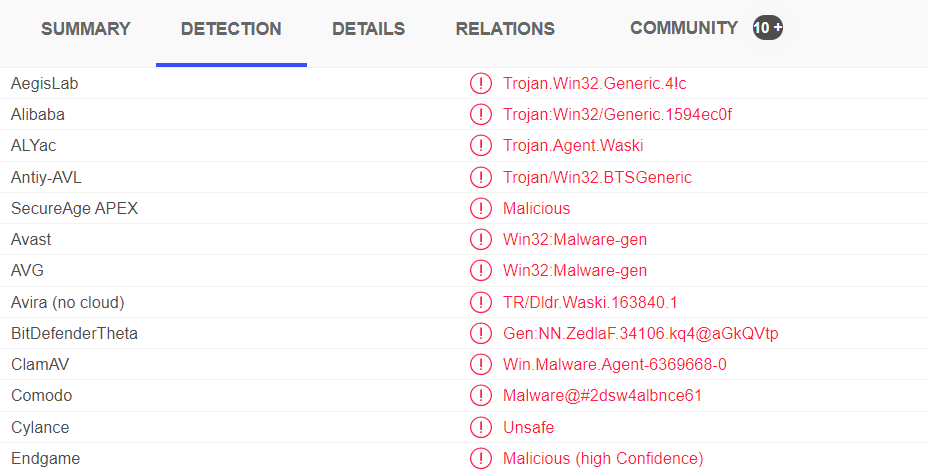 SUMMARY DETECTION DETAILS RELATIONS COMMUNITY 10 +
AegisLab Trojan.Win32.Generic.4!c
Alibaba Trojan:Win32/Generic.1594ec0f
ALYac Trojan.Agent.Waski
Antiy-AVL Trojan/Win32.BTSGeneric
SecureAge APEX Malicious
Avast Win32:Malware-gen
AVG Win32:Malware-gen
Avira (no cloud) TR/Dldr.Waski.163840.1
BitDefenderTheta Gen:NN.ZedlaF.34106.kq4@aGkQVtp
ClamAV Win.Malware.Agent-6369668-0
Comodo Malware@#2dsw4albnce61
Cylance Unsafe
Endgame Malicious (high Confidence)